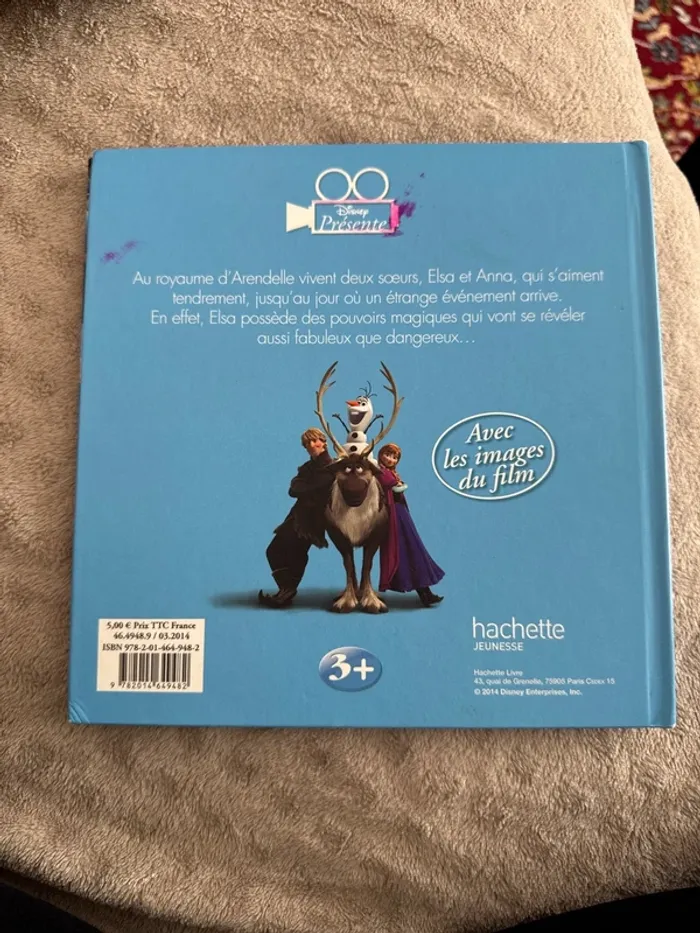 Disney
Présente
Au royaume d'Arendelle vivent deux sœurs, Elsa et Anna, qui s'aiment
tendrement, jusqu'au jour où un étrange événement arrive.
En effet, Elsa possède des pouvoirs magiques qui vont se révéler
aussi fabuleux que dangereux...
Avec
les images
du film
5,00 € Prix TTC France
46.4948.9 / 03.2014
ISBN 978-2-01-464-948-2
9 782014 649482
3+
hachette
JEUNESSE
Hachette Livre
43, quai de Grenelle, 75905 Paris Cedex 15
© 2014 Disney Enterprises, Inc.